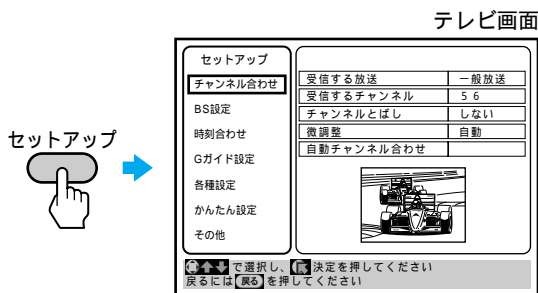 テレビ画面
セットアップ
セットアップ
チャンネル合わせ
BS設定
時刻合わせ
Gガイド設定
各種設定
かんたん設定
その他
受信する放送 一般放送
受信するチャンネル 56
チャンネルとばし しない
微調整 自動
自動チャンネル合わせ
で選択し、 決定を押してください
戻るには 戻る を押してください